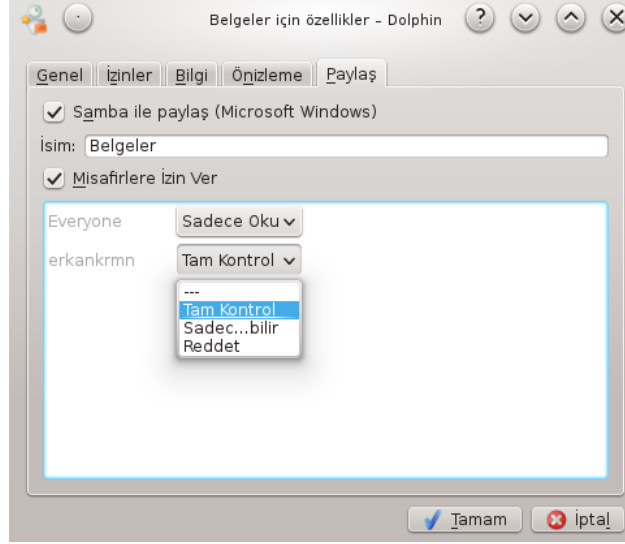 Belgeler için özellikler – Dolphin
Genel İzinler Bilgi Önizleme Paylaş
Samba ile paylaş (Microsoft Windows)
İsim: Belgeler
Misafirlere İzin Ver
Everyone Sadece Oku
erkankrmn Tam Kontrol
---
Tam Kontrol
Sadec...bilir
Reddet
Tamam İptal